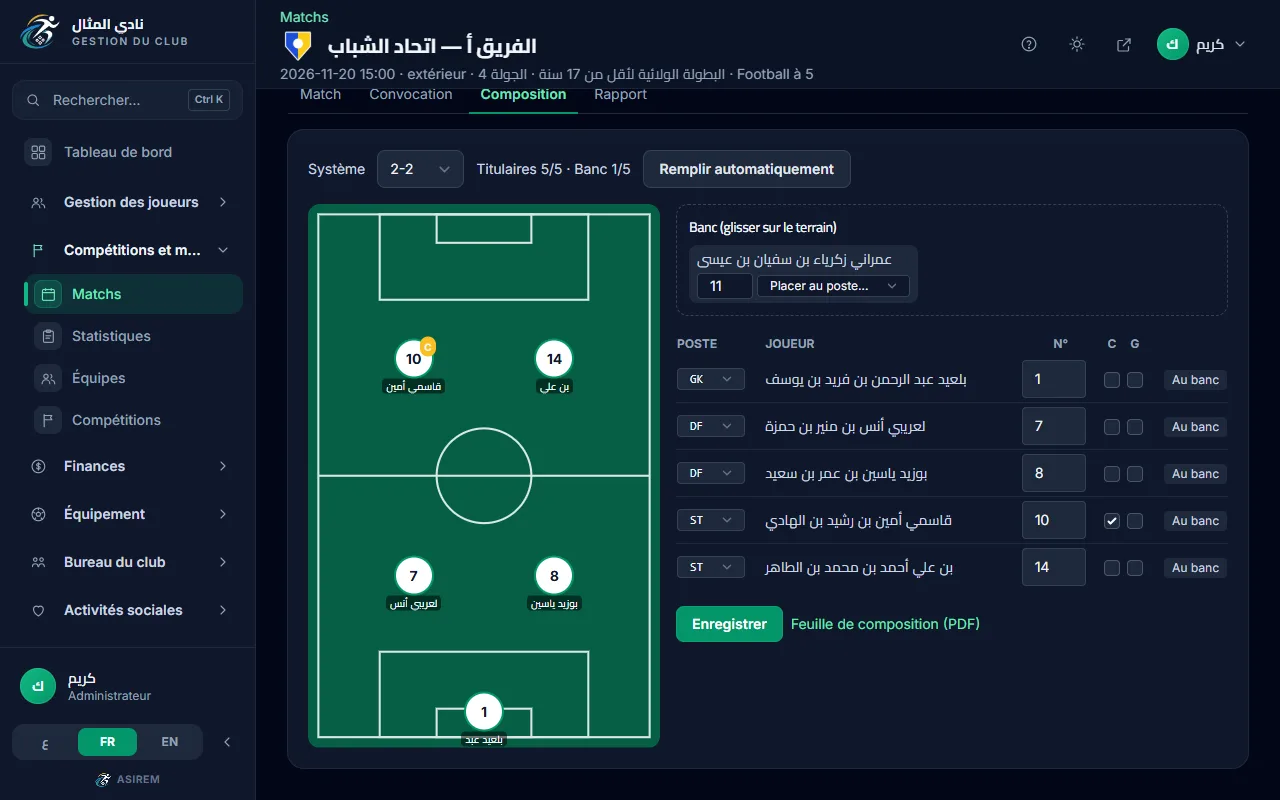 نادي المثال
GESTION DU CLUB
Rechercher...
Ctrl K
Tableau de bord
Gestion des joueurs
Compétitions et m...
Matchs
Statistiques
Équipes
Compétitions
Finances
Équipement
Bureau du club
Activités sociales
ك
كريم
Administrateur
ع
FR
EN
ASIREM
Matchs
الفريق أ — اتحاد الشباب
2026-11-20 15:00 · extérieur · البطولة الولائية لأقل من 17 سنة · الجولة 4 · Football à 5
ك
كريم
Match
Convocation
Composition
Rapport
Système
2-2
Titulaires 5/5 · Banc 1/5
Remplir automatiquement
10
C
قاسمي أمين
14
بن علي
7
لعريبي أنس
8
بوزيد ياسين
1
بلعيد عبد
Banc (glisser sur le terrain)
عمراني زكرياء بن سفيان بن عيسى
11
Placer au poste...
POSTE JOUEUR N° C G
GK بلعيد عبد الرحمن بن فريد بن يوسف 1 Au banc
DF لعريبي أنس بن منير بن حمزة 7 Au banc
DF بوزيد ياسين بن عمر بن سعيد 8 Au banc
ST قاسمي أمين بن رشيد بن الهادي 10 Au banc
ST بن علي أحمد بن محمد بن الطاهر 14 Au banc
Enregistrer
Feuille de composition (PDF)